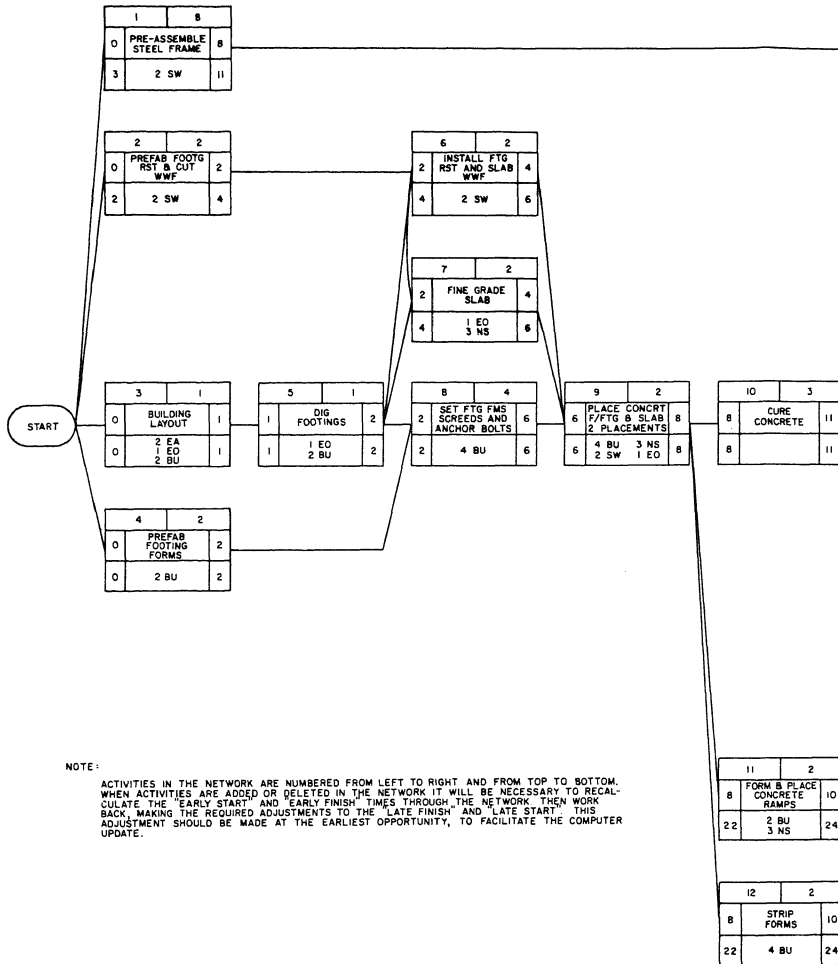 1 8
0 PRE-ASSEMBLE 8
STEEL FRAME
3 2 SW 11
2 2
0 PREFAB FOOTG 2
RST & CUT
WWF
2 2 SW 4
6 2
2 INSTALL FTG 4
RST AND SLAB
WWF
4 2 SW 6
7 2
2 FINE GRADE 4
SLAB
4 1 EO 6
3 NS
START
3 1
0 BUILDING 1
LAYOUT
0 2 EA 1
1 EO
2 BU
5 1
1 DIG 2
FOOTINGS
1 1 EO 2
2 BU
8 4
2 SET FTG FMS 6
SCREEDS AND
ANCHOR BOLTS
2 4 BU 6
9 2
6 PLACE CONCRT 8
F/FTG & SLAB
2 PLACEMENTS
6 4 BU 3 NS 8
2 SW 1 EO
10 3
8 CURE 11
CONCRETE
8 11
4 2
0 PREFAB 2
FOOTING
FORMS
0 2 BU 2
NOTE:
ACTIVITIES IN THE NETWORK ARE NUMBERED FROM LEFT TO RIGHT AND FROM TOP TO BOTTOM.
WHEN ACTIVITIES ARE ADDED OR DELETED IN THE NETWORK IT WILL BE NECESSARY TO RECAL-
CULATE THE "EARLY START" AND "EARLY FINISH" TIMES THROUGH THE NETWORK THEN WORK
BACK, MAKING THE REQUIRED ADJUSTMENTS TO THE "LATE FINISH" AND "LATE START". THIS
ADJUSTMENT SHOULD BE MADE AT THE EARLIEST OPPORTUNITY, TO FACILITATE THE COMPUTER
UPDATE.
11 2
8 FORM & PLACE 10
CONCRETE
RAMPS
22 2 BU 24
3 NS
12 2
8 STRIP 10
FORMS
22 4 BU 24